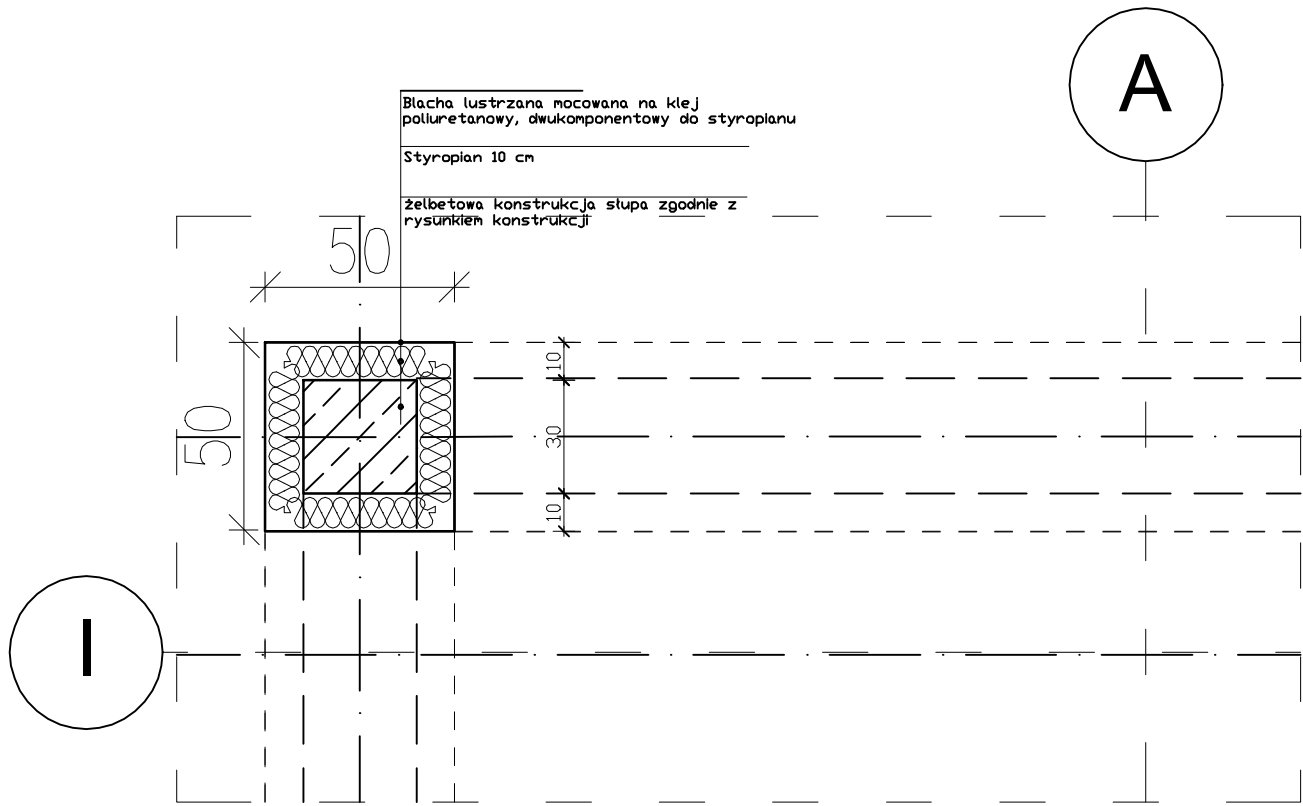 A
Blacha lustrzana mocowana na klej
poliuretanowy, dwukomponentowy do styropianu
Styropian 10 cm
żelbetowa konstrukcja słupa zgodnie z
rysunkiem konstrukcji
50
10
50
30
10
I